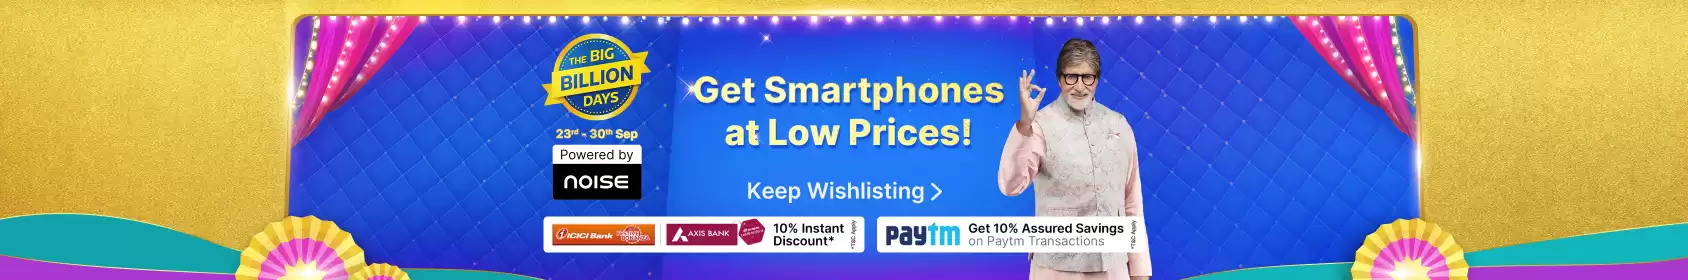 THE BIG
BILLION
DAYS
23rd - 30th Sep
Powered by
noise
Get Smartphones
at Low Prices!
Keep Wishlisting >
ICICI Bank
AXIS BANK
10% Instant
Discount*
*T&C Apply
paytm
Get 10% Assured Savings
on Paytm Transactions
*T&C Apply